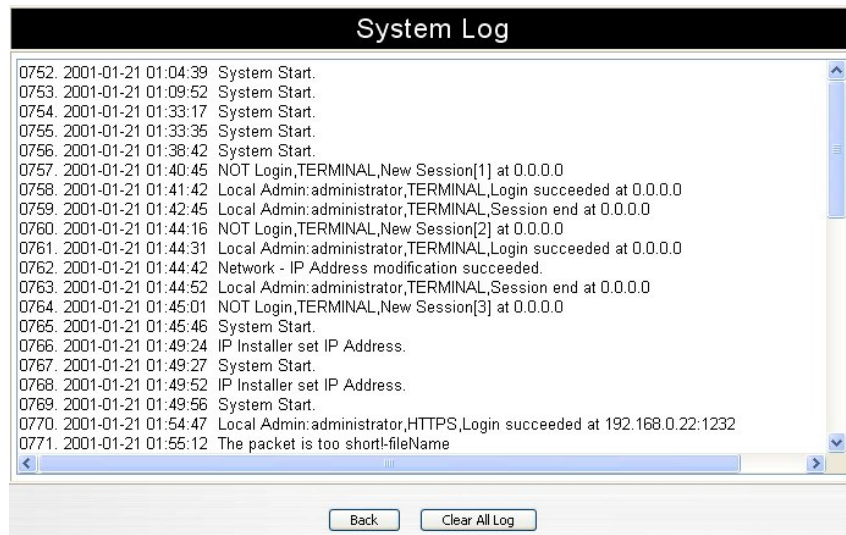 System Log
0752. 2001-01-21 01:04:39 System Start.
0753. 2001-01-21 01:09:52 System Start.
0754. 2001-01-21 01:33:17 System Start.
0755. 2001-01-21 01:33:35 System Start.
0756. 2001-01-21 01:38:42 System Start.
0757. 2001-01-21 01:40:45 NOT Login,TERMINAL,New Session[1] at 0.0.0.0
0758. 2001-01-21 01:41:42 Local Admin:administrator,TERMINAL,Login succeeded at 0.0.0.0
0759. 2001-01-21 01:42:45 Local Admin:administrator,TERMINAL,Session end at 0.0.0.0
0760. 2001-01-21 01:44:16 NOT Login,TERMINAL,New Session[2] at 0.0.0.0
0761. 2001-01-21 01:44:31 Local Admin:administrator,TERMINAL,Login succeeded at 0.0.0.0
0762. 2001-01-21 01:44:42 Network - IP Address modification succeeded.
0763. 2001-01-21 01:44:52 Local Admin:administrator,TERMINAL,Session end at 0.0.0.0
0764. 2001-01-21 01:45:01 NOT Login,TERMINAL,New Session[3] at 0.0.0.0
0765. 2001-01-21 01:45:46 System Start.
0766. 2001-01-21 01:49:24 IP Installer set IP Address.
0767. 2001-01-21 01:49:27 System Start.
0768. 2001-01-21 01:49:52 IP Installer set IP Address.
0769. 2001-01-21 01:49:56 System Start.
0770. 2001-01-21 01:54:47 Local Admin:administrator,HTTPS,Login succeeded at 192.168.0.22:1232
0771. 2001-01-21 01:55:12 The packet is too short!-fileName
Back
Clear All Log